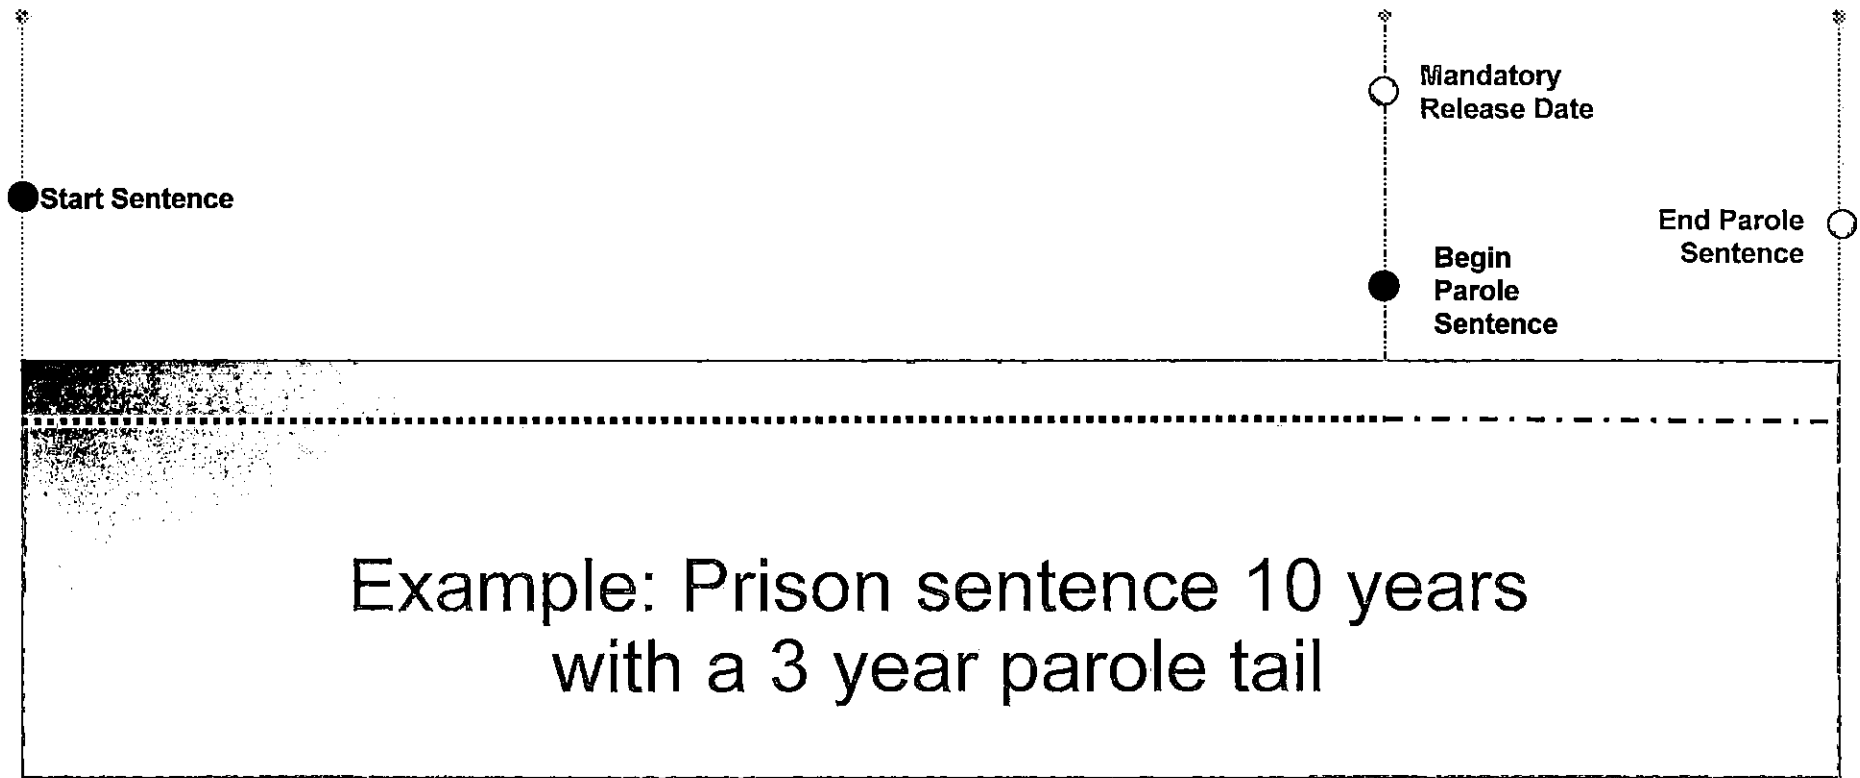 Mandatory
Release Date
Start Sentence
End Parole
Sentence
Begin
Parole
Sentence
Example: Prison sentence 10 years
with a 3 year parole tail